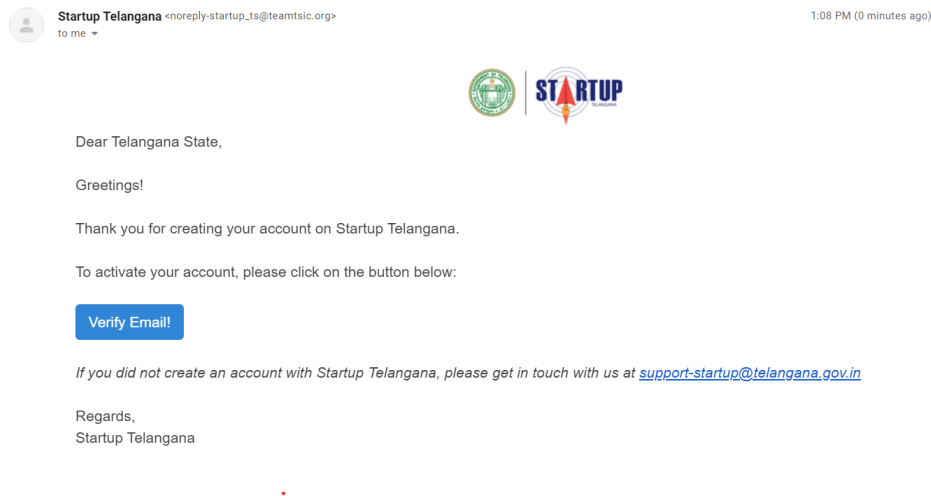 Startup Telangana <noreply-startup_ts@teamtsic.org>
1:08 PM (0 minutes ago)
to me
STARTUP
TELANGANA
Dear Telangana State,
Greetings!
Thank you for creating your account on Startup Telangana.
To activate your account, please click on the button below:
Verify Email!
If you did not create an account with Startup Telangana, please get in touch with us at support-startup@telangana.gov.in
Regards,
Startup Telangana